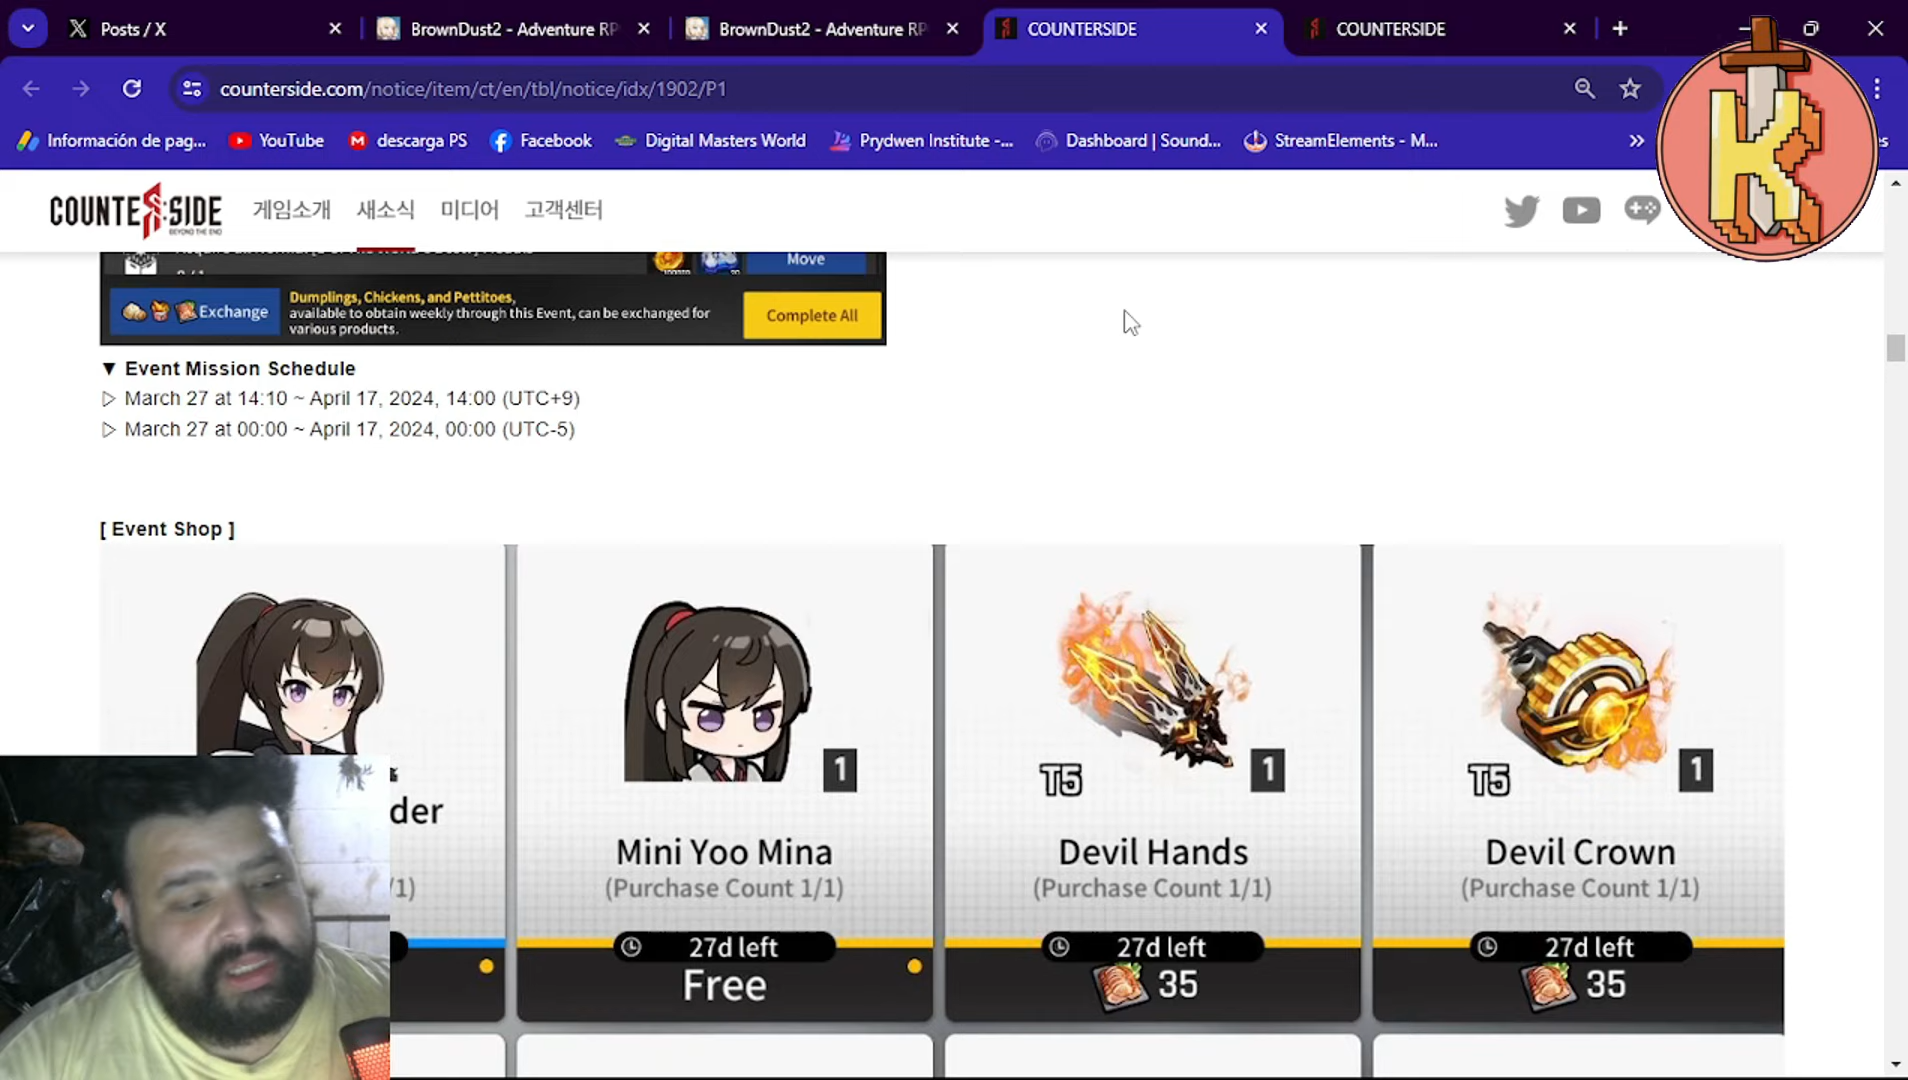 Posts / X
BrownDust2 - Adventure RP
BrownDust2 - Adventure RP
COUNTERSIDE
COUNTERSIDE
counterside.com/notice/item/ct/en/tbl/notice/idx/1902/P1
Información de pag...
YouTube
descarga PS
Facebook
Digital Masters World
Prydwen Institute -...
Dashboard | Sound...
StreamElements - M...
COUNTER:SIDE
BEYOND THE END
게임소개
새소식
미디어
고객센터
K
Move
Exchange
Dumplings, Chickens, and Pettitoes,
available to obtain weekly through this Event, can be exchanged for
various products.
Complete All
▼ Event Mission Schedule
▷ March 27 at 14:10 ~ April 17, 2024, 14:00 (UTC+9)
▷ March 27 at 00:00 ~ April 17, 2024, 00:00 (UTC-5)
[ Event Shop ]
der
/1)
1
Mini Yoo Mina
(Purchase Count 1/1)
27d left
Free
T5
1
Devil Hands
(Purchase Count 1/1)
27d left
35
T5
1
Devil Crown
(Purchase Count 1/1)
27d left
35